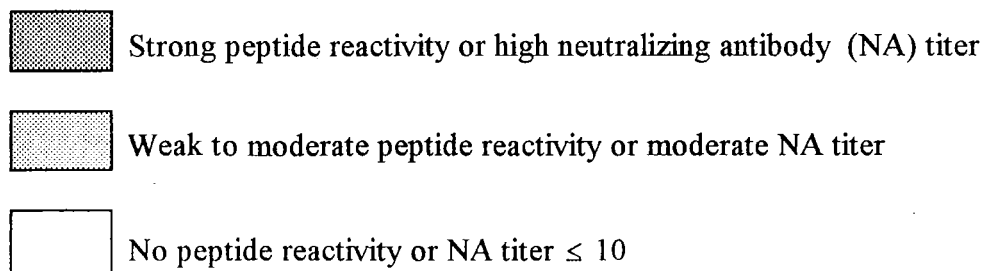 Strong peptide reactivity or high neutralizing antibody (NA) titer
Weak to moderate peptide reactivity or moderate NA titer
No peptide reactivity or NA titer ≤ 10